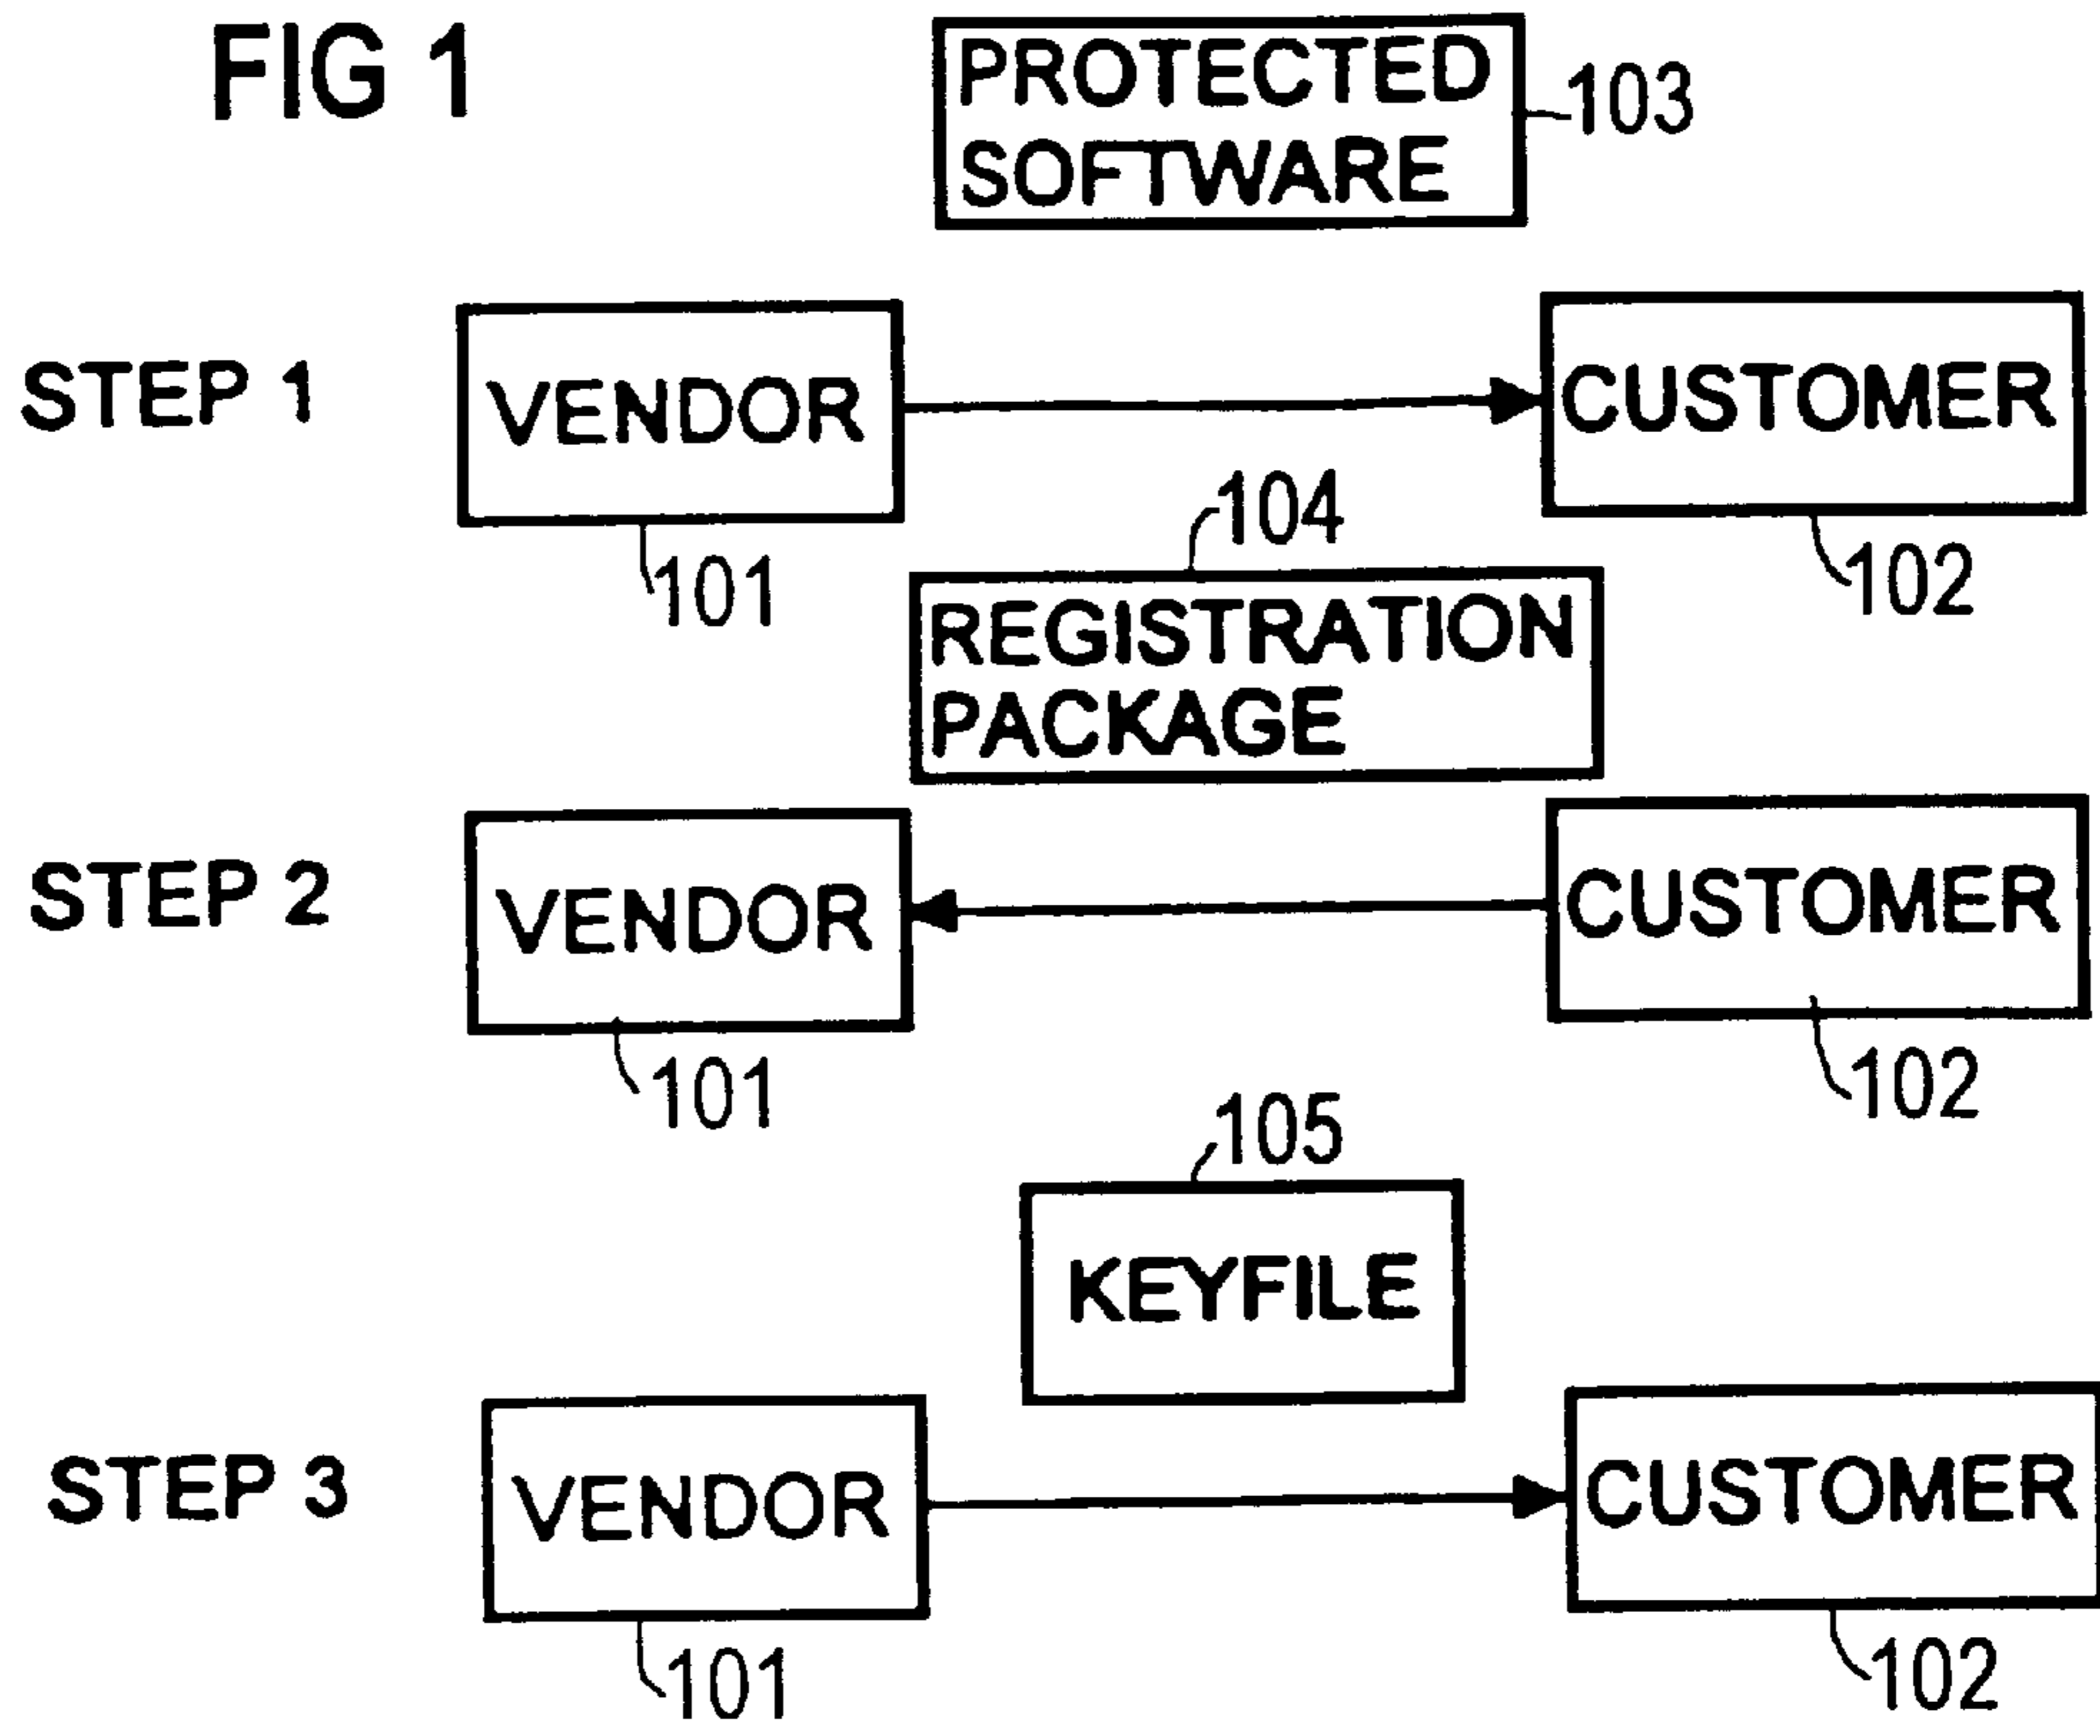 FIG 1
PROTECTED
SOFTWARE
103
STEP 1
VENDOR
CUSTOMER
101
104
102
REGISTRATION
PACKAGE
STEP 2
VENDOR
CUSTOMER
101
102
105
KEYFILE
STEP 3
VENDOR
CUSTOMER
101
102